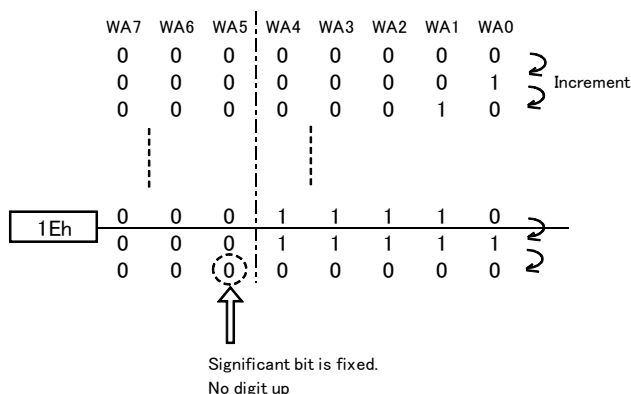 WA7 WA6 WA5 WA4 WA3 WA2 WA1 WA0
0 0 0 0 0 0 0 0
0 0 0 0 0 0 0 1
Increment
0 0 0 0 0 0 1 0
0 0 0 1 1 1 1 0
1Eh
0 0 0 1 1 1 1 1
0 0 0 0 0 0 0 0
Significant bit is fixed.
No digit up